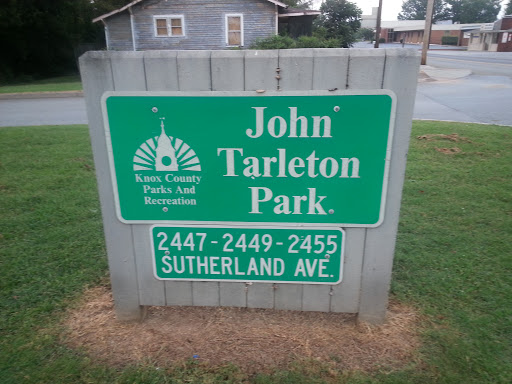 John
Tarleton
Park
Knox County
Parks And
Recreation
2447-2449-2455
SUTHERLAND AVE.